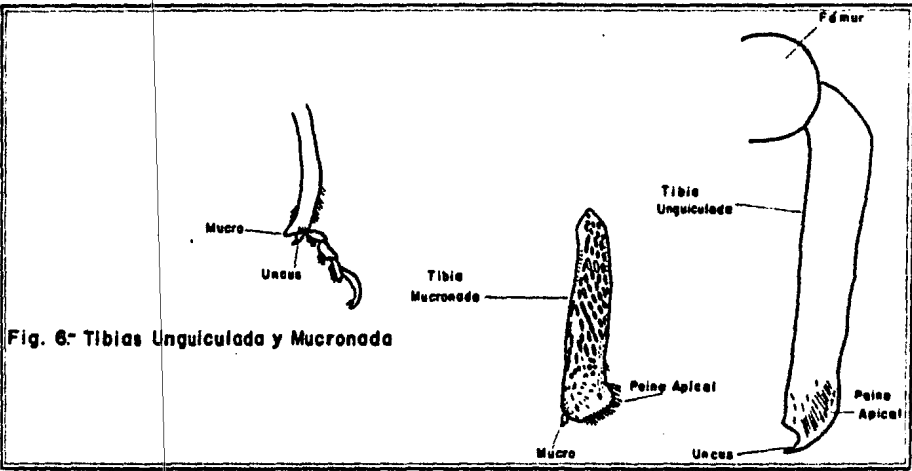 Fémur
Tibia
Unguiculada
Mucro
Uncus
Tibia
Mucronada
Fig. 6.- Tibias Unguiculada y Mucronada
Peine Apical
Peine
Apical
Mucro
Uncus